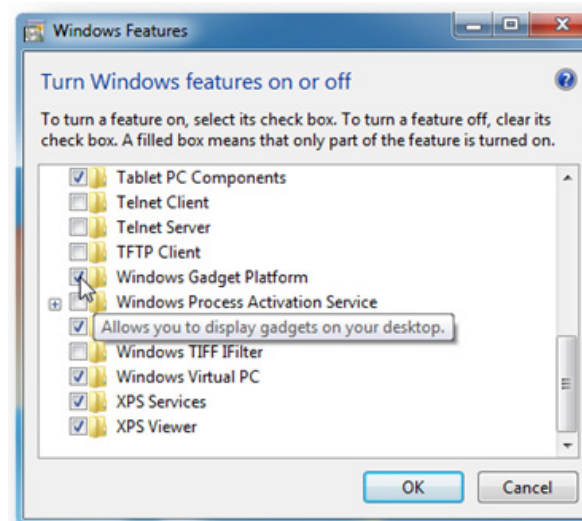 Windows Features
Turn Windows features on or off
To turn a feature on, select its check box. To turn a feature off, clear its
check box. A filled box means that only part of the feature is turned on.
Tablet PC Components
Telnet Client
Telnet Server
TFTP Client
Windows Gadget Platform
Windows Process Activation Service
Allows you to display gadgets on your desktop.
Windows TIFF IFilter
Windows Virtual PC
XPS Services
XPS Viewer
OK
Cancel